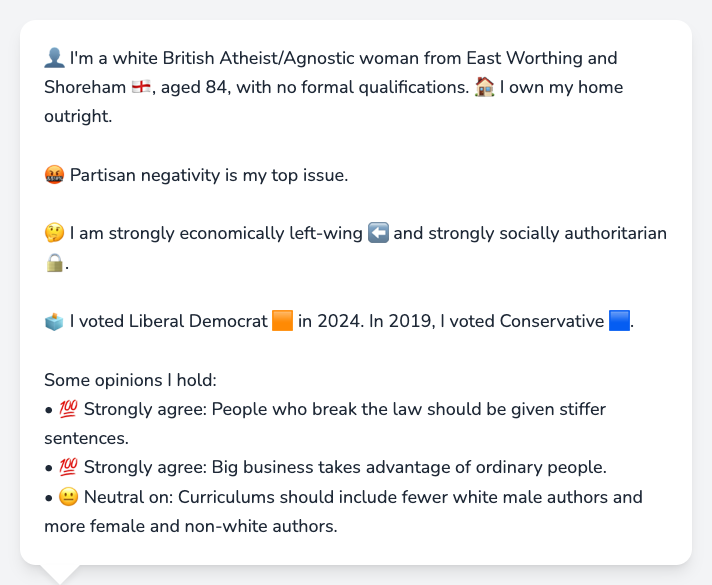 👤 I'm a white British Atheist/Agnostic woman from East Worthing and
Shoreham 🏴󠁧󠁢󠁥󠁮󠁧󠁿, aged 84, with no formal qualifications. 🏠 I own my home
outright.
🤬 Partisan negativity is my top issue.
🤔 I am strongly economically left-wing ⬅️ and strongly socially authoritarian
🔒.
🗳️ I voted Liberal Democrat 🟧 in 2024. In 2019, I voted Conservative 🟦.
Some opinions I hold:
• 💯 Strongly agree: People who break the law should be given stiffer
sentences.
• 💯 Strongly agree: Big business takes advantage of ordinary people.
• 😐 Neutral on: Curriculums should include fewer white male authors and
more female and non-white authors.